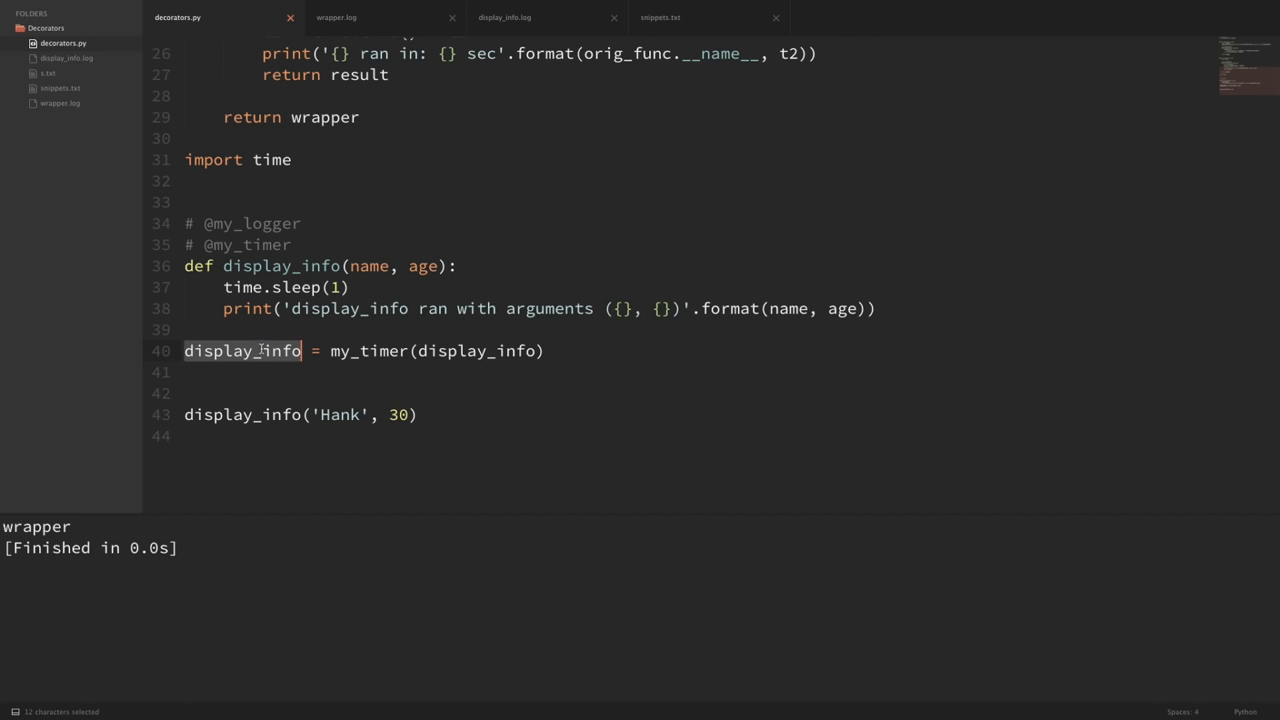 FOLDERS
Decorators
decorators.py
display_info.log
s.txt
snippets.txt
wrapper.log
decorators.py
wrapper.log
display_info.log
snippets.txt
26 print('{} ran in: {} sec'.format(orig_func.__name__, t2))
27 return result
28
29 return wrapper
30
31 import time
32
33
34 # @my_logger
35 # @my_timer
36 def display_info(name, age):
37 time.sleep(1)
38 print('display_info ran with arguments ({}, {})'.format(name, age))
39
40 display_info = my_timer(display_info)
41
42
43 display_info('Hank', 30)
44
wrapper
[Finished in 0.0s]
12 characters selected
Spaces: 4
Python